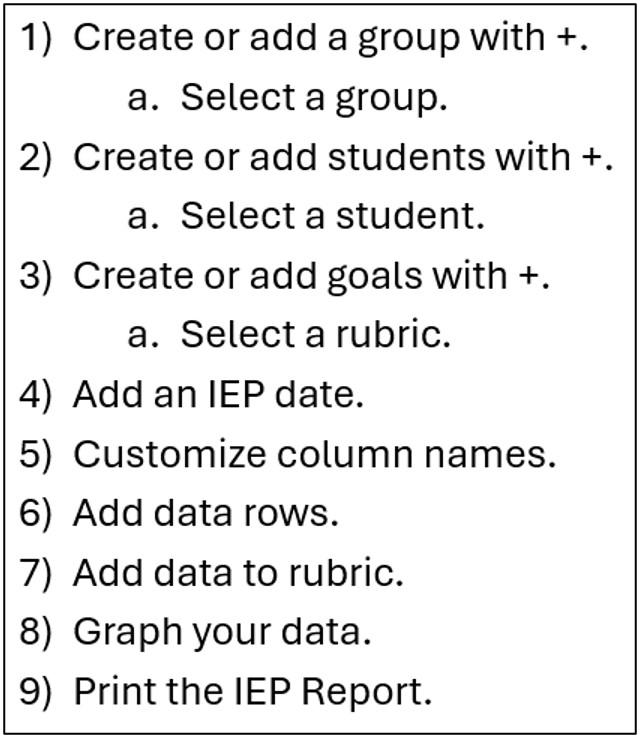 1) Create or add a group with +.
a. Select a group.
2) Create or add students with +.
a. Select a student.
3) Create or add goals with +.
a. Select a rubric.
4) Add an IEP date.
5) Customize column names.
6) Add data rows.
7) Add data to rubric.
8) Graph your data.
9) Print the IEP Report.